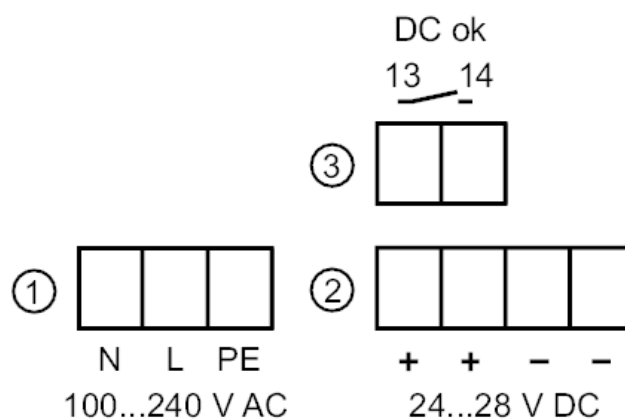 DC ok
13 14
3
1
2
N L PE
+ + – –
100...240 V AC
24...28 V DC